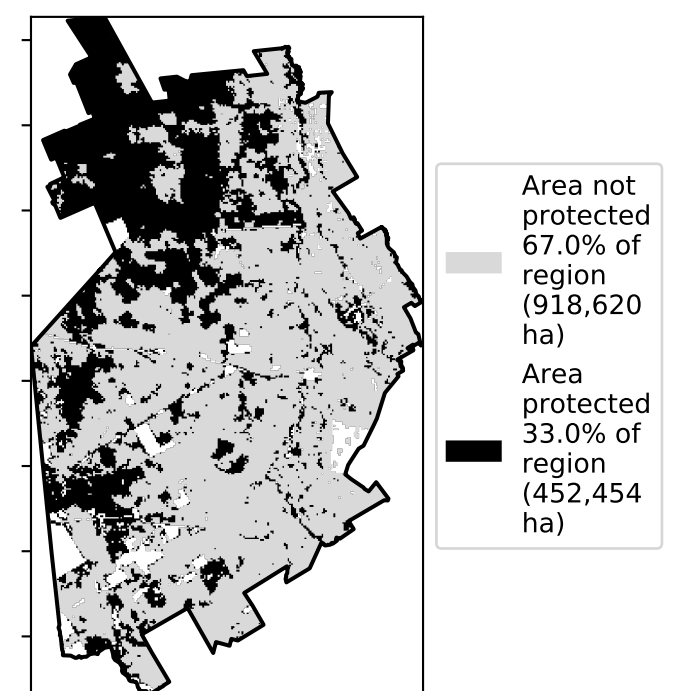 Area not
protected
67.0% of
region
(918,620
ha)
Area
protected
33.0% of
region
(452,454
ha)